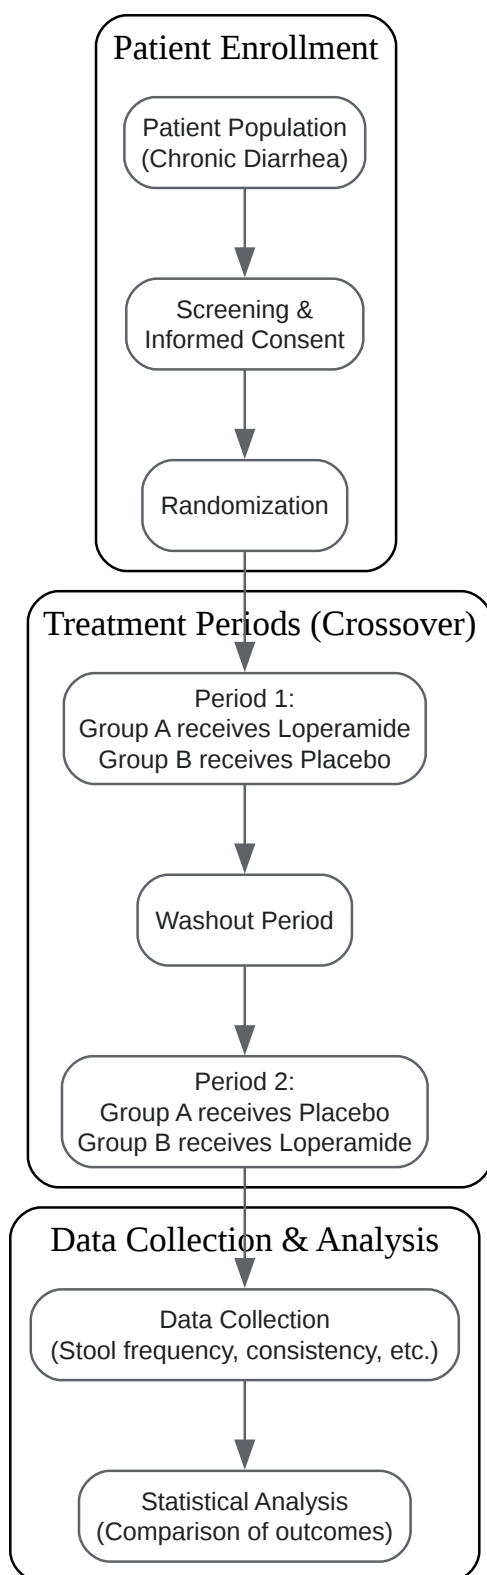 Patient Enrollment
Patient Population
(Chronic Diarrhea)
Screening &
Informed Consent
Randomization
Treatment Periods (Crossover)
Period 1:
Group A receives Loperamide
Group B receives Placebo
Washout Period
Period 2:
Group A receives Placebo
Group B receives Loperamide
Data Collection & Analysis
Data Collection
(Stool frequency, consistency, etc.)
Statistical Analysis
(Comparison of outcomes)